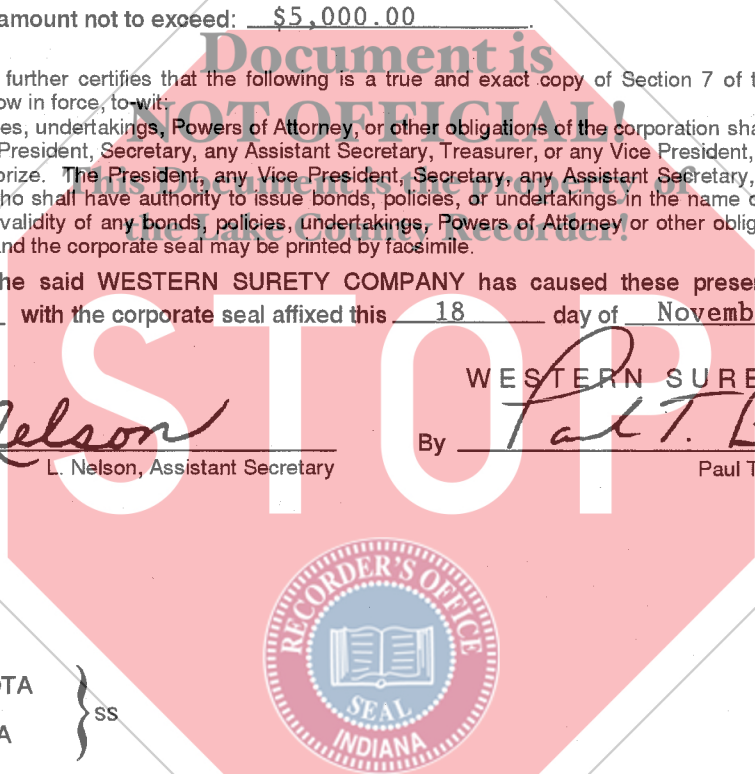 amount not to exceed: $5,000.00.
Document is
further certifies that the following is a true and exact copy of Section 7 of
ow in force, to-wit:
NOT OFFICIAL!
es, undertakings, Powers of Attorney, or other obligations of the corporation sha
President, Secretary, any Assistant Secretary, Treasurer, or any Vice President,
orize. The President, any Vice President, Secretary, any Assistant Secretary,
This Document is the property of
ho shall have authority to issue bonds, policies, or undertakings in the name o
validity of any bonds, policies, undertakings, Powers of Attorney or other oblig
the Lake County Recorder!
and the corporate seal may be printed by facsimile.
he said WESTERN SURETY COMPANY has caused these presen
with the corporate seal affixed this 18 day of Novemb
STOP
WESTERN SURE
Nelson
By Paul T.
L. Nelson, Assistant Secretary
Paul T
RECORDER'S OFFICE
SEAL
INDIANA
OTA
SS
A